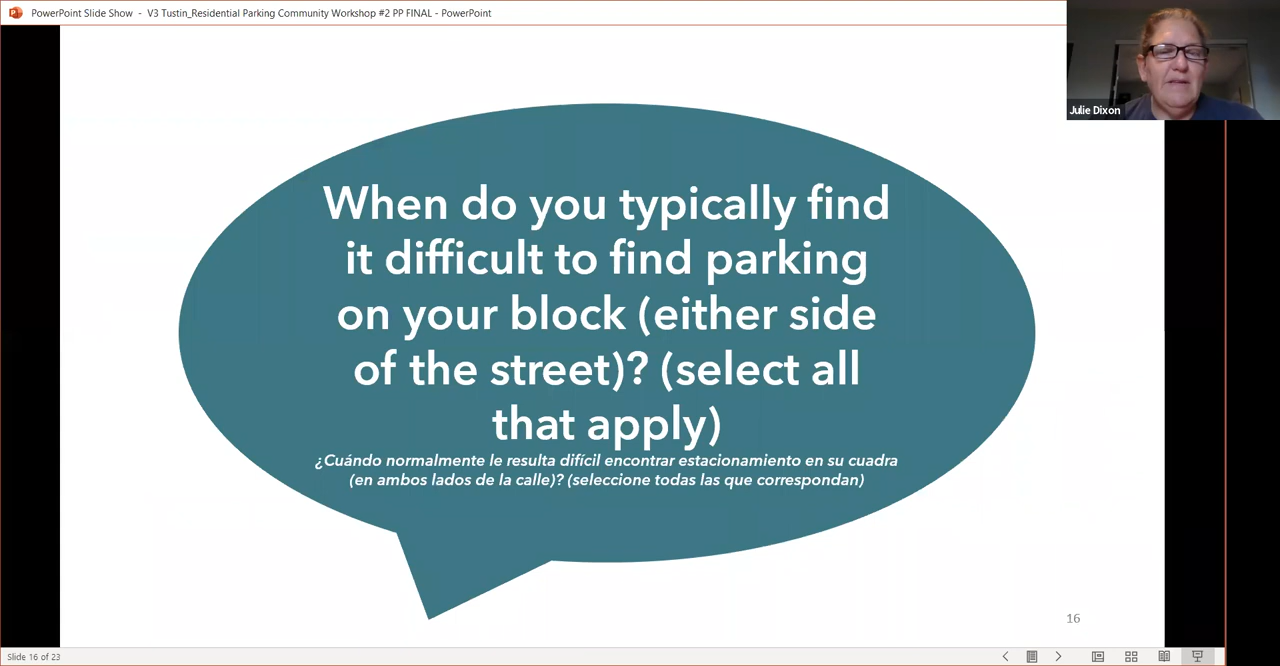 PowerPoint Slide Show - V3 Tustin_Residential Parking Community Workshop #2 PP FINAL - PowerPoint
Julie Dixon
When do you typically find
it difficult to find parking
on your block (either side
of the street)? (select all
that apply)
¿Cuándo normalmente le resulta difícil encontrar estacionamiento en su cuadra
(en ambos lados de la calle)? (seleccione todas las que correspondan)
16
Slide 16 of 23